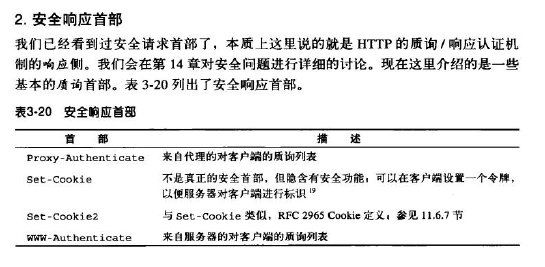 2. 安全响应首部
我们已经看到过安全请求首部了，本质上这里说的就是 HTTP 的质询 / 响应认证机
制的响应侧。我们会在第 14 章对安全问题进行详细的讨论。现在这里介绍的是一些
基本的质询首部。表 3-20 列出了安全响应首部。
表3-20 安全响应首部
首 部 描 述
Proxy-Authenticate 来自代理的对客户端的质询列表
Set-Cookie 不是真正的安全首部，但隐含有安全功能；可以在客户端设置一个令牌，
以便服务器对客户端进行标识 19
Set-Cookie2 与 Set-Cookie 类似，RFC 2965 Cookie 定义；参见 11.6.7 节
WWW-Authenticate 来自服务器的对客户端的质询列表